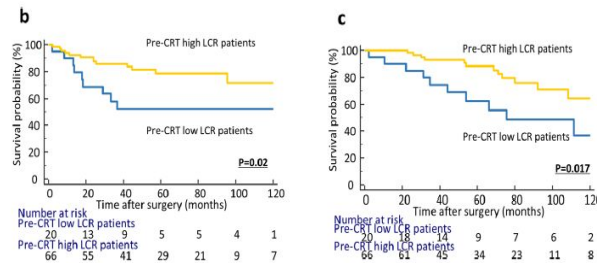 b
Survival probability (%)
100
80
60
40
20
0
Pre-CRT high LCR patients
Pre-CRT low LCR patients
P=0.02
0 20 40 60 80 100 120
Time after surgery (months)
Number at risk
Pre-CRT low LCR patients
20 13 9 5 5 4 1
Pre-CRT high LCR patients
66 55 41 29 21 9 7
c
Survival probability (%)
100
80
60
40
20
0
Pre-CRT high LCR patients
Pre-CRT low LCR patients
P=0.017
0 20 40 60 80 100 120
Time after surgery (months)
Number at risk
Pre-CRT low LCR patients
20 18 14 9 7 6 2
Pre-CRT high LCR patients
66 61 45 34 23 11 8